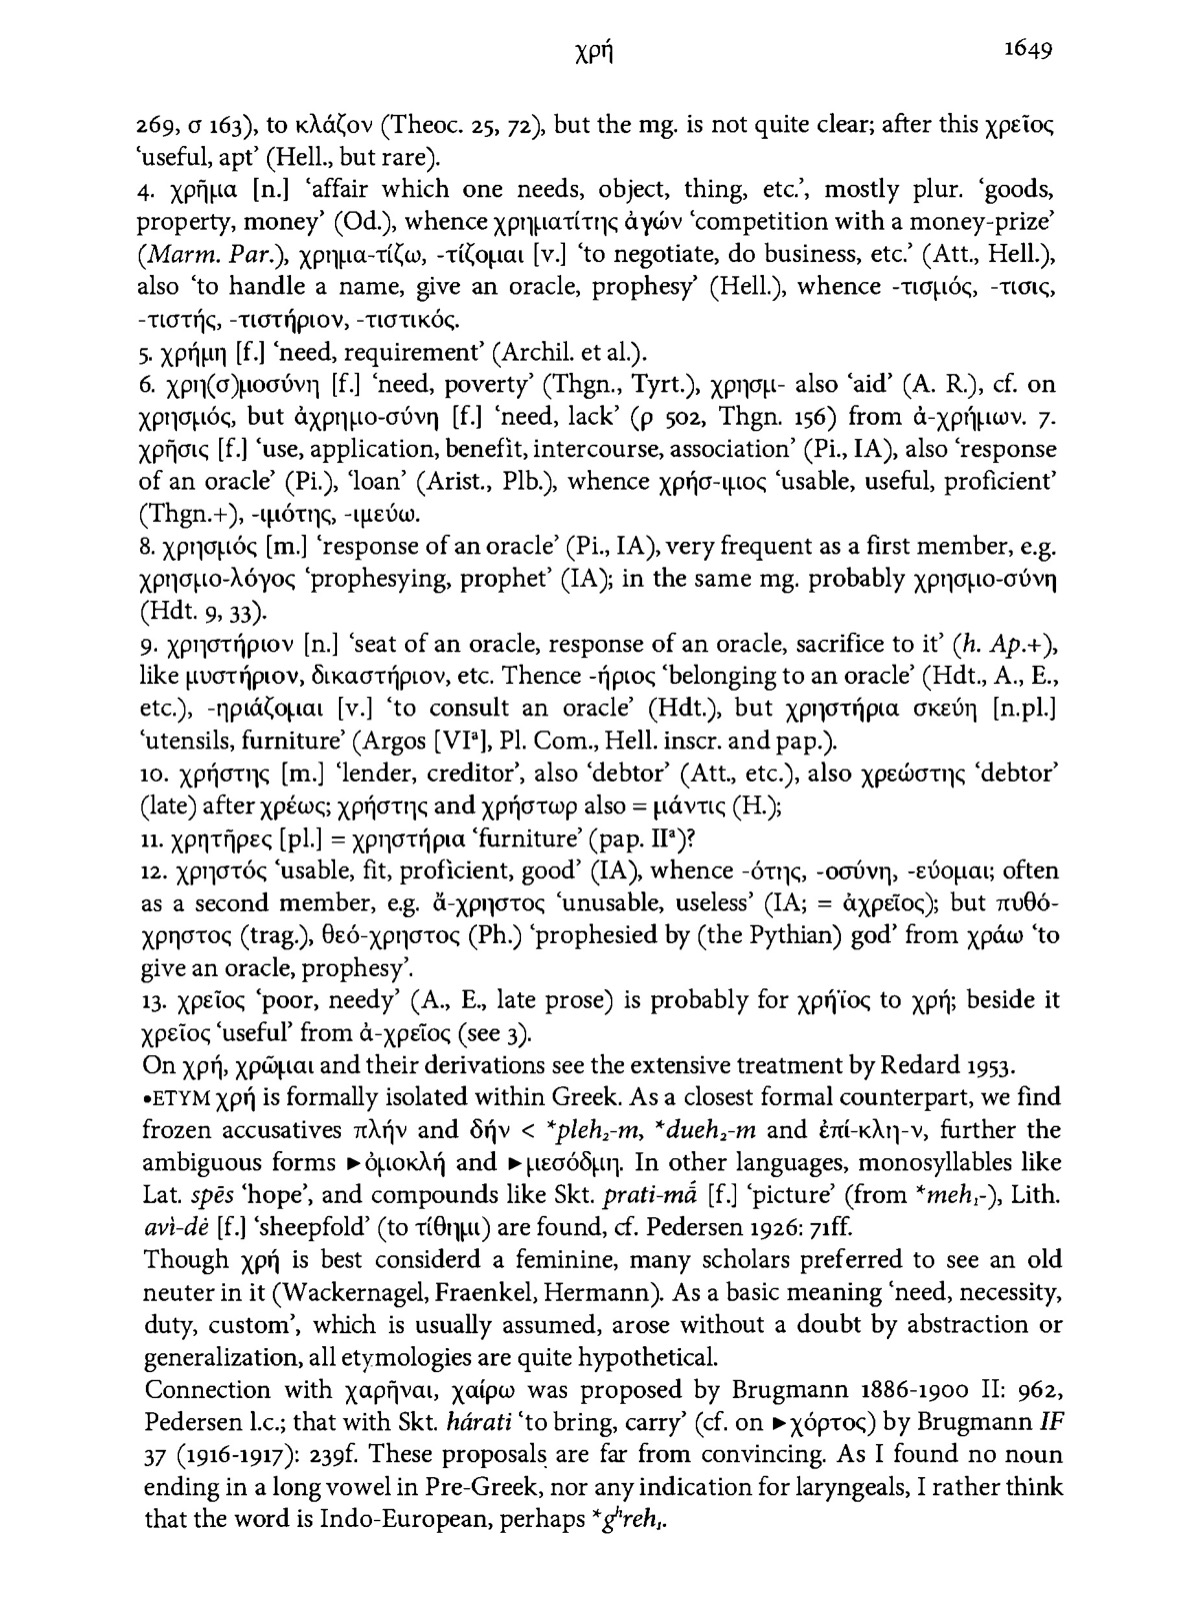 χρή 1649
269, σ 163), to κλάζον (Theoc. 25, 72), but the mg. is not quite clear; after this χρεῖος
‘useful, apt’ (Hell., but rare).
4. χρῆμα [n.] ‘affair which one needs, object, thing, etc.’, mostly plur. ‘goods,
property, money’ (Od.), whence χρηματίτης ἀγών ‘competition with a money-prize’
(Marm. Par.), χρημα-τίζω, -τίζομαι [v.] ‘to negotiate, do business, etc.’ (Att., Hell.),
also ‘to handle a name, give an oracle, prophesy’ (Hell.), whence -τισμός, -τισις,
-τιστής, -τιστήριον, -τιστικός.
5. χρήμη [f.] ‘need, requirement’ (Archil. et al.).
6. χρη(σ)μοσύνη [f.] ‘need, poverty’ (Thgn., Tyrt.), χρησμ- also ‘aid’ (A. R.), cf. on
χρησμός, but ἀχρημο-σύνη [f.] ‘need, lack’ (ρ 502, Thgn. 156) from ἀ-χρήμων. 7.
χρῆσις [f.] ‘use, application, benefit, intercourse, association’ (Pi., IA), also ‘response
of an oracle’ (Pi.), ‘loan’ (Arist., Plb.), whence χρήσ-ιμος ‘usable, useful, proficient’
(Thgn.+), -ιμότης, -ιμεύω.
8. χρησμός [m.] ‘response of an oracle’ (Pi., IA), very frequent as a first member, e.g.
χρησμο-λόγος ‘prophesying, prophet’ (IA); in the same mg. probably χρησμο-σύνη
(Hdt. 9, 33).
9. χρηστήριον [n.] ‘seat of an oracle, response of an oracle, sacrifice to it’ (h. Ap.+),
like μυστήριον, δικαστήριον, etc. Thence -ήριος ‘belonging to an oracle’ (Hdt., A., E.,
etc.), -ηριάζομαι [v.] ‘to consult an oracle’ (Hdt.), but χρηστήρια σκεύη [n.pl.]
‘utensils, furniture’ (Argos [VIᵃ], Pl. Com., Hell. inscr. and pap.).
10. χρήστης [m.] ‘lender, creditor’, also ‘debtor’ (Att., etc.), also χρεώστης ‘debtor’
(late) after χρέως; χρήστης and χρήστωρ also = μάντις (H.);
11. χρητῆρες [pl.] = χρηστήρια ‘furniture’ (pap. IIᵃ)?
12. χρηστός ‘usable, fit, proficient, good’ (IA), whence -ότης, -οσύνη, -εύομαι; often
as a second member, e.g. ἄ-χρηστος ‘unusable, useless’ (IA; = ἀχρεῖος); but πυθό-
χρηστος (trag.), θεό-χρηστος (Ph.) ‘prophesied by (the Pythian) god’ from χράω ‘to
give an oracle, prophesy’.
13. χρεῖος ‘poor, needy’ (A., E., late prose) is probably for χρήϊος to χρή; beside it
χρεῖος ‘useful’ from ἀ-χρεῖος (see 3).
On χρή, χρῶμαι and their derivations see the extensive treatment by Redard 1953.
•ETYM χρή is formally isolated within Greek. As a closest formal counterpart, we find
frozen accusatives πλήν and δήν < *pleh₂-m, *dueh₂-m and ἐπί-κλη-ν, further the
ambiguous forms ►ὁμοκλή and ►μεσόδμη. In other languages, monosyllables like
Lat. spēs ‘hope’, and compounds like Skt. prati-mā́ [f.] ‘picture’ (from *meh₁-), Lith.
avì-dė [f.] ‘sheepfold’ (to τίθημι) are found, cf. Pedersen 1926: 71ff.
Though χρή is best considerd a feminine, many scholars preferred to see an old
neuter in it (Wackernagel, Fraenkel, Hermann). As a basic meaning ‘need, necessity,
duty, custom’, which is usually assumed, arose without a doubt by abstraction or
generalization, all etymologies are quite hypothetical.
Connection with χαρῆναι, χαίρω was proposed by Brugmann 1886-1900 II: 962,
Pedersen l.c.; that with Skt. hárati ‘to bring, carry’ (cf. on ►χόρτος) by Brugmann IF
37 (1916-1917): 239f. These proposals are far from convincing. As I found no noun
ending in a long vowel in Pre-Greek, nor any indication for laryngeals, I rather think
that the word is Indo-European, perhaps *gʰreh₁.